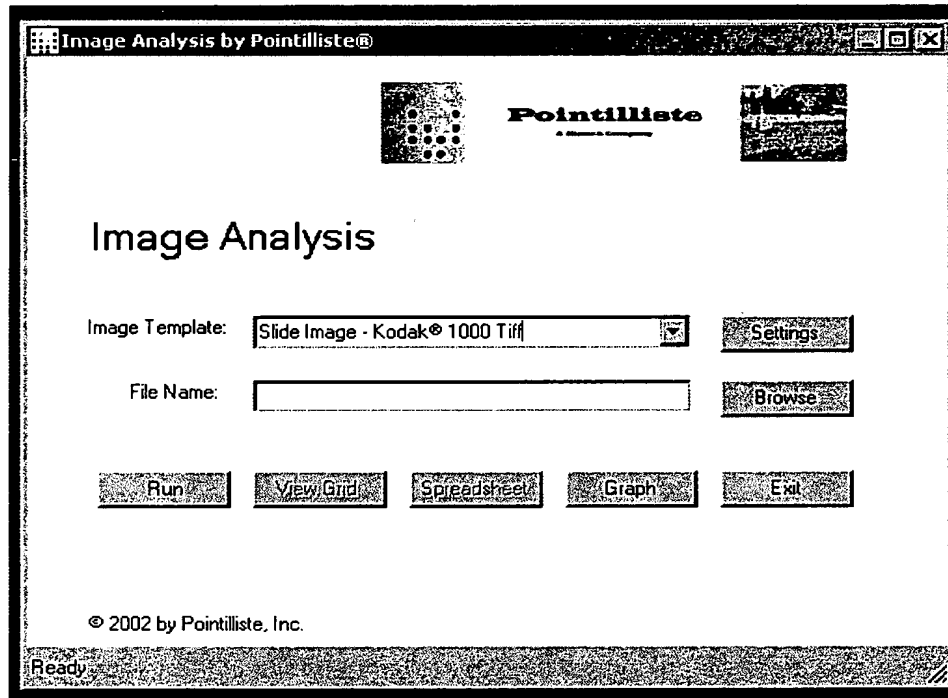 Image Analysis by Pointilliste®
Pointilliste
Image Analysis
Image Template: Slide Image - Kodak® 1000 Tiff Settings
File Name: Browse
Run View Grid Spreadsheet Graph Exit
© 2002 by Pointilliste, Inc.
Ready